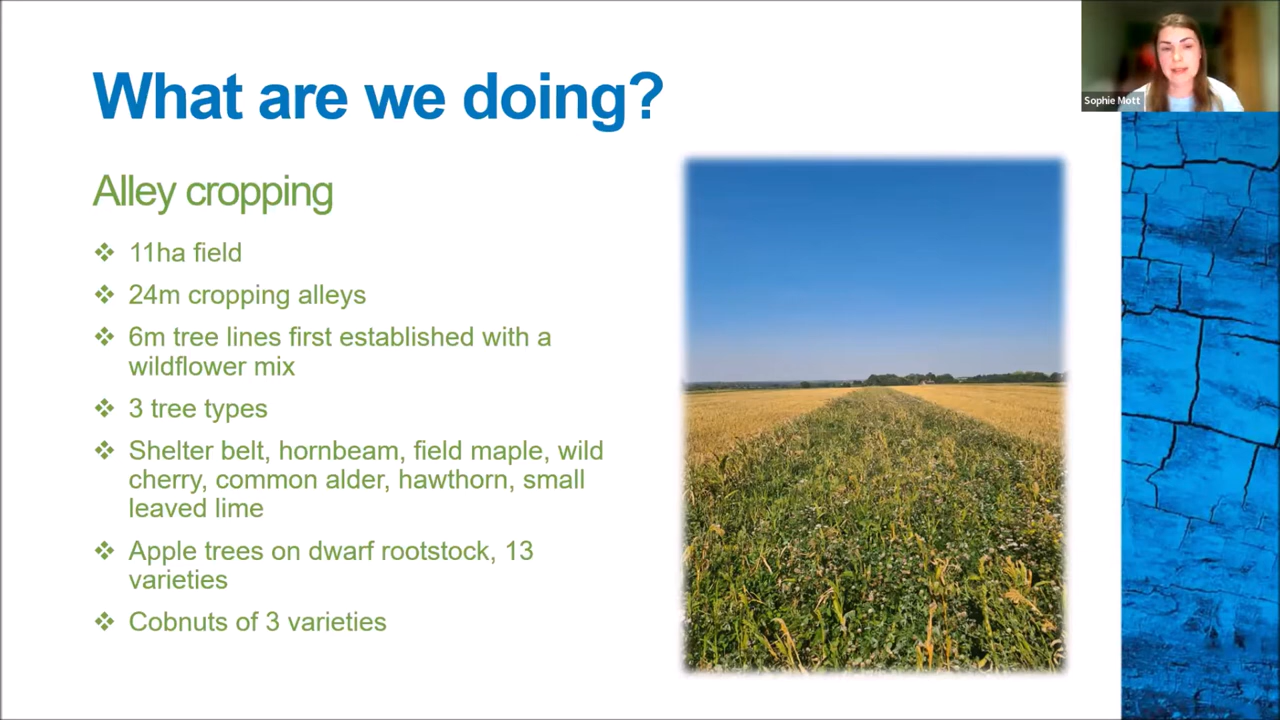 What are we doing?
Sophie Mott
Alley cropping
❖ 11ha field
❖ 24m cropping alleys
❖ 6m tree lines first established with a
wildflower mix
❖ 3 tree types
❖ Shelter belt, hornbeam, field maple, wild
cherry, common alder, hawthorn, small
leaved lime
❖ Apple trees on dwarf rootstock, 13
varieties
❖ Cobnuts of 3 varieties